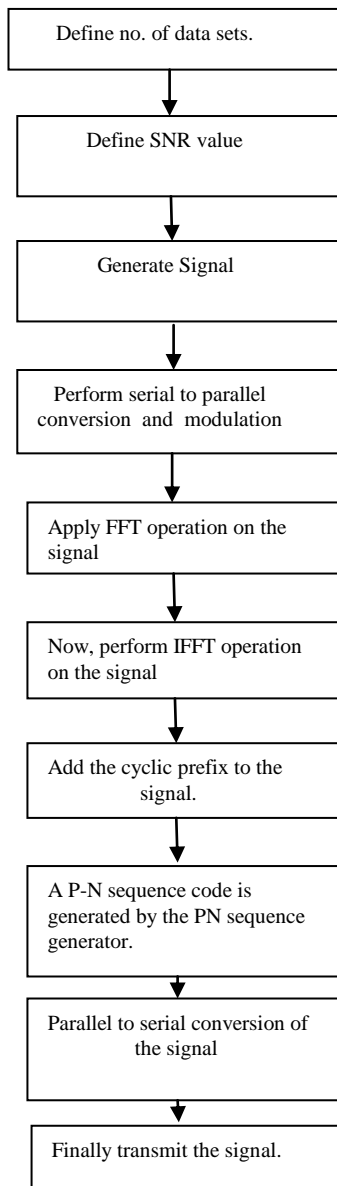 Define no. of data sets.
Define SNR value
Generate Signal
Perform serial to parallel
conversion and modulation
Apply FFT operation on the
signal
Now, perform IFFT operation
on the signal
Add the cyclic prefix to the
signal.
A P-N sequence code is
generated by the PN sequence
generator.
Parallel to serial conversion of
the signal
Finally transmit the signal.